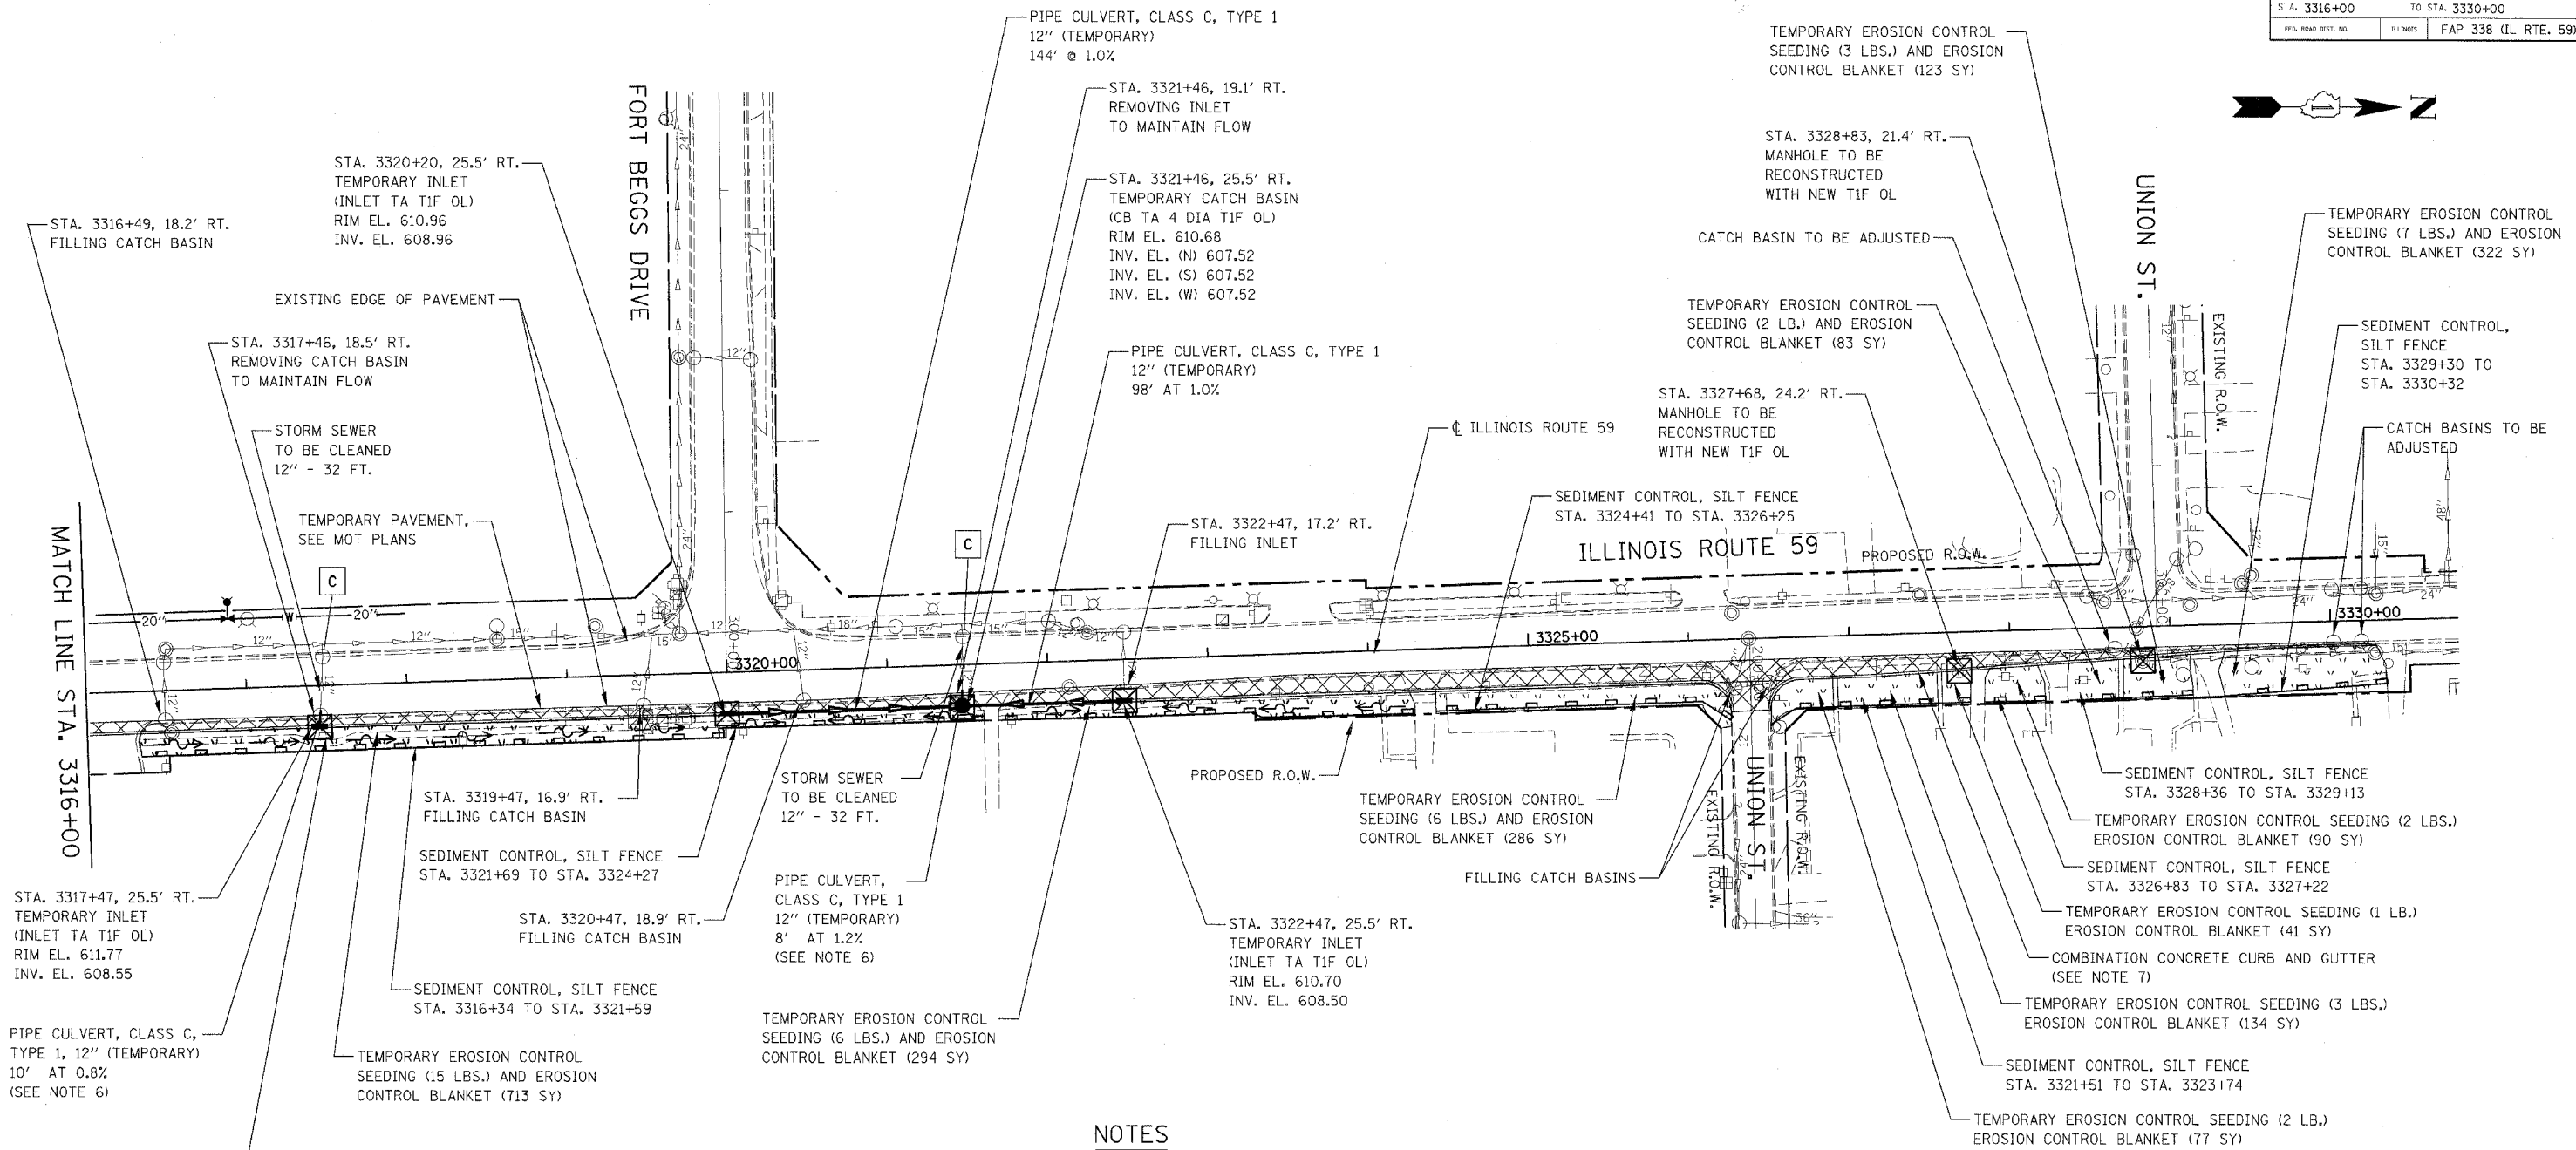 STA. 3316+00 TO STA. 3330+00
FED. ROAD DIST. NO. ILLINOIS FAP 338 (IL RTE. 59)
N
PIPE CULVERT, CLASS C, TYPE 1
12" (TEMPORARY)
144' @ 1.0%
TEMPORARY EROSION CONTROL
SEEDING (3 LBS.) AND EROSION
CONTROL BLANKET (123 SY)
STA. 3321+46, 19.1' RT.
REMOVING INLET
TO MAINTAIN FLOW
FORT BEGGS DRIVE
STA. 3328+83, 21.4' RT.
MANHOLE TO BE
RECONSTRUCTED
WITH NEW T1F OL
STA. 3320+20, 25.5' RT.
TEMPORARY INLET
(INLET TA T1F OL)
RIM EL. 610.96
INV. EL. 608.96
STA. 3321+46, 25.5' RT.
TEMPORARY CATCH BASIN
(CB TA 4 DIA T1F OL)
RIM EL. 610.68
INV. EL. (N) 607.52
INV. EL. (S) 607.52
INV. EL. (W) 607.52
UNION ST.
STA. 3316+49, 18.2' RT.
FILLING CATCH BASIN
CATCH BASIN TO BE ADJUSTED
TEMPORARY EROSION CONTROL
SEEDING (7 LBS.) AND EROSION
CONTROL BLANKET (322 SY)
EXISTING EDGE OF PAVEMENT
TEMPORARY EROSION CONTROL
SEEDING (2 LB.) AND EROSION
CONTROL BLANKET (83 SY)
EXISTING R.O.W.
SEDIMENT CONTROL,
SILT FENCE
STA. 3329+30 TO
STA. 3330+32
STA. 3317+46, 18.5' RT.
REMOVING CATCH BASIN
TO MAINTAIN FLOW
PIPE CULVERT, CLASS C, TYPE 1
12" (TEMPORARY)
98' AT 1.0%
STA. 3327+68, 24.2' RT.
MANHOLE TO BE
RECONSTRUCTED
WITH NEW T1F OL
STORM SEWER
TO BE CLEANED
12" - 32 FT.
℄ ILLINOIS ROUTE 59
CATCH BASINS TO BE
ADJUSTED
TEMPORARY PAVEMENT,
SEE MOT PLANS
SEDIMENT CONTROL, SILT FENCE
STA. 3324+41 TO STA. 3326+25
STA. 3322+47, 17.2' RT.
FILLING INLET
MATCH LINE STA. 3316+00
C
C
ILLINOIS ROUTE 59
PROPOSED R.O.W.
20" W 20"
3320+00
3325+00
3330+00
STA. 3319+47, 16.9' RT.
FILLING CATCH BASIN
STORM SEWER
TO BE CLEANED
12" - 32 FT.
PROPOSED R.O.W.
UNION ST.
EXISTING R.O.W.
EXISTING R.O.W.
SEDIMENT CONTROL, SILT FENCE
STA. 3328+36 TO STA. 3329+13
TEMPORARY EROSION CONTROL
SEEDING (6 LBS.) AND EROSION
CONTROL BLANKET (286 SY)
TEMPORARY EROSION CONTROL SEEDING (2 LBS.)
EROSION CONTROL BLANKET (90 SY)
SEDIMENT CONTROL, SILT FENCE
STA. 3321+69 TO STA. 3324+27
SEDIMENT CONTROL, SILT FENCE
STA. 3326+83 TO STA. 3327+22
FILLING CATCH BASINS
PIPE CULVERT,
CLASS C, TYPE 1
12" (TEMPORARY)
8' AT 1.2%
(SEE NOTE 6)
STA. 3317+47, 25.5' RT.
TEMPORARY INLET
(INLET TA T1F OL)
RIM EL. 611.77
INV. EL. 608.55
STA. 3320+47, 18.9' RT.
FILLING CATCH BASIN
STA. 3322+47, 25.5' RT.
TEMPORARY INLET
(INLET TA T1F OL)
RIM EL. 610.70
INV. EL. 608.50
TEMPORARY EROSION CONTROL SEEDING (1 LB.)
EROSION CONTROL BLANKET (41 SY)
COMBINATION CONCRETE CURB AND GUTTER
(SEE NOTE 7)
SEDIMENT CONTROL, SILT FENCE
STA. 3316+34 TO STA. 3321+59
TEMPORARY EROSION CONTROL SEEDING (3 LBS.)
EROSION CONTROL BLANKET (134 SY)
TEMPORARY EROSION CONTROL
SEEDING (6 LBS.) AND EROSION
CONTROL BLANKET (294 SY)
PIPE CULVERT, CLASS C,
TYPE 1, 12" (TEMPORARY)
10' AT 0.8%
(SEE NOTE 6)
TEMPORARY EROSION CONTROL
SEEDING (15 LBS.) AND EROSION
CONTROL BLANKET (713 SY)
SEDIMENT CONTROL, SILT FENCE
STA. 3321+51 TO STA. 3323+74
TEMPORARY EROSION CONTROL SEEDING (2 LB.)
EROSION CONTROL BLANKET (77 SY)
NOTES